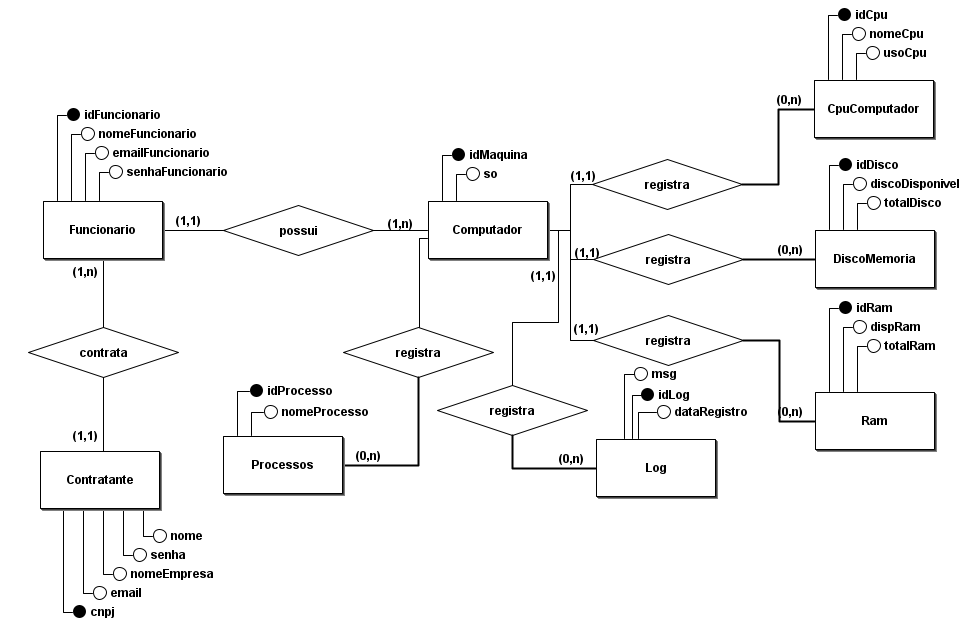 idCpu
nomeCpu
usoCpu
CpuComputador
(0,n)
idFuncionario
nomeFuncionario
emailFuncionario
senhaFuncionario
Funcionario
(1,1)
possui
(1,n)
idMaquina
so
Computador
(1,1)
registra
idDisco
discoDisponivel
totalDisco
DiscoMemoria
(1,1)
registra
(0,n)
(1,1)
(1,1)
registra
(0,n)
idRam
dispRam
totalRam
Ram
(1,n)
contrata
(1,1)
registra
idProcesso
nomeProcesso
Processos
(0,n)
registra
(0,n)
msg
idLog
dataRegistro
Log
Contratante
nome
senha
nomeEmpresa
email
cnpj